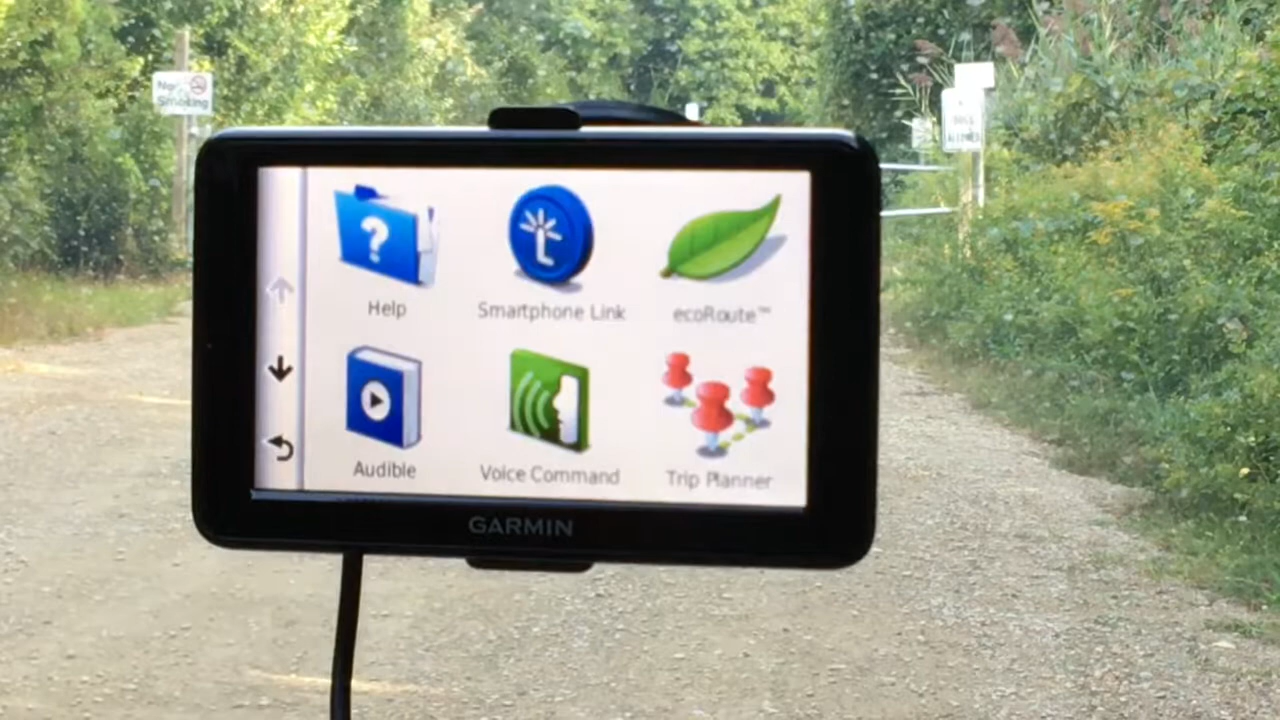 No
Smoking
Help
Smartphone Link
ecoRoute™
Audible
Voice Command
Trip Planner
GARMIN